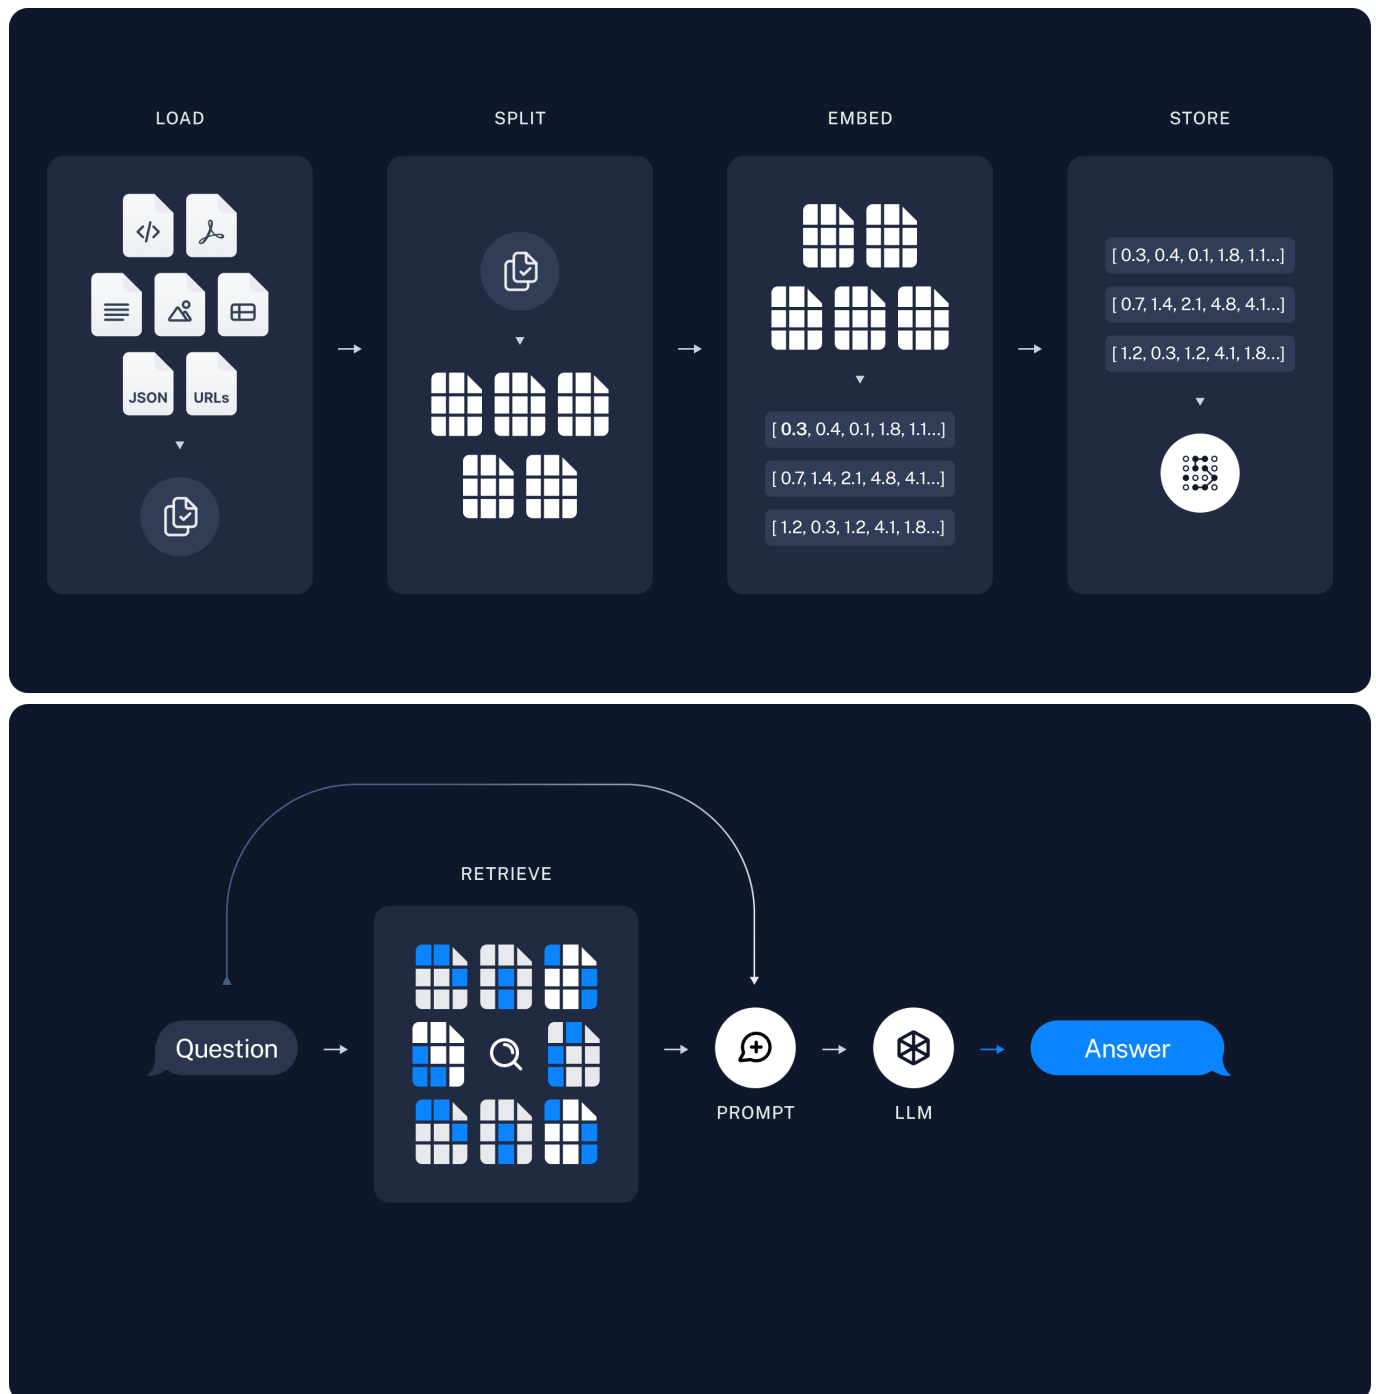 LOAD
SPLIT
EMBED
STORE
JSON
URLs
[ 0.3, 0.4, 0.1, 1.8, 1.1...]
[ 0.7, 1.4, 2.1, 4.8, 4.1...]
[ 1.2, 0.3, 1.2, 4.1, 1.8...]
[ 0.3, 0.4, 0.1, 1.8, 1.1...]
[ 0.7, 1.4, 2.1, 4.8, 4.1...]
[ 1.2, 0.3, 1.2, 4.1, 1.8...]
RETRIEVE
Question
PROMPT
LLM
Answer